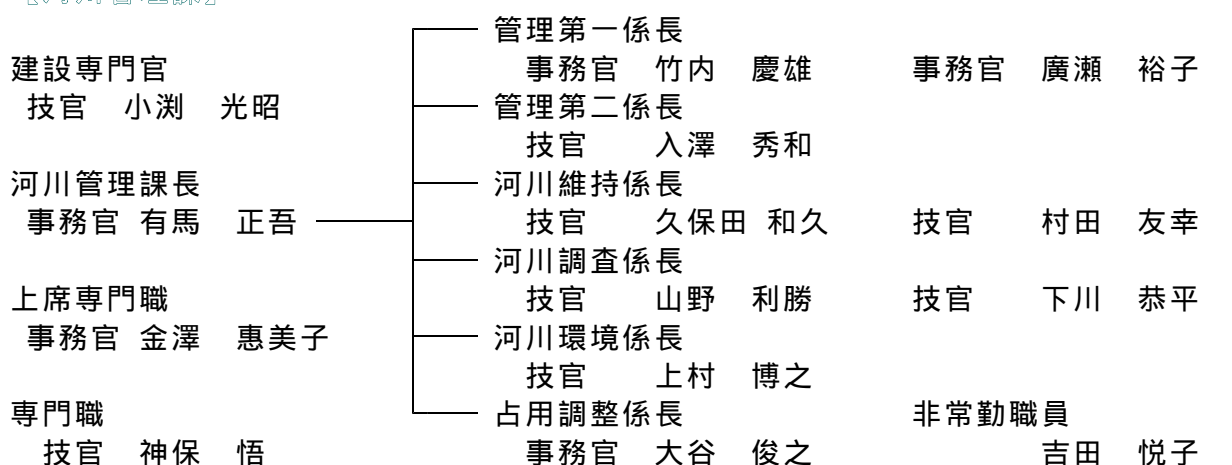 【河川管理課】
管理第一係長
建設専門官 事務官 竹内 慶雄 事務官 廣瀬 裕子
技官 小渕 光昭 管理第二係長
技官 入澤 秀和
河川管理課長 河川維持係長
事務官 有馬 正吾 技官 久保田 和久 技官 村田 友幸
河川調査係長
上席専門職 技官 山野 利勝 技官 下川 恭平
事務官 金澤 惠美子 河川環境係長
技官 上村 博之
専門職 占用調整係長 非常勤職員
技官 神保 悟 事務官 大谷 俊之 吉田 悦子